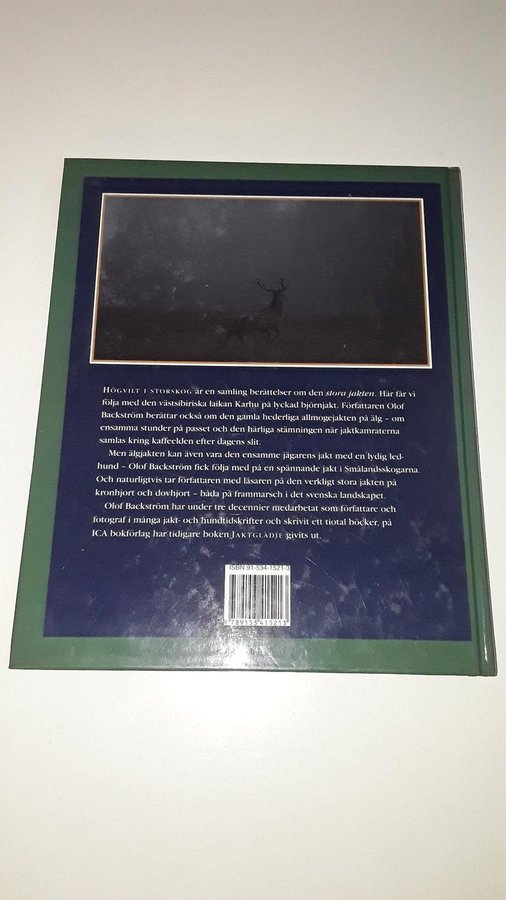 HÖGVILT I STORSKOG är en samling berättelser om den stora jakten. Här får vi
följa med den västsibiriska laikan Karhu på lyckad björnjakt. Författaren Olof
Backström berättar också om den gamla hederliga allmogejakten på älg – om
ensamma stunder på passet och den härliga stämningen när jaktkamraterna
samlas kring kaffeelden efter dagens slit.
Men älgjakten kan även vara den ensamme jägarens jakt med en lydig led-
hund – Olof Backström fick följa med på en spännande jakt i Smålandsskogarna.
Och naturligtvis tar författaren med läsaren på den verkligt stora jakten på
kronhjort och dovhjort – båda på frammarsch i det svenska landskapet.
Olof Backström har under tre decennier medarbetat som författare och
fotograf i många jakt- och hundtidskrifter och skrivit ett tiotal böcker. på
ICA bokförlag har tidigare boken JAKTGLÄDJE givits ut.
ISBN 91-534-1521-3
9 789153 415213